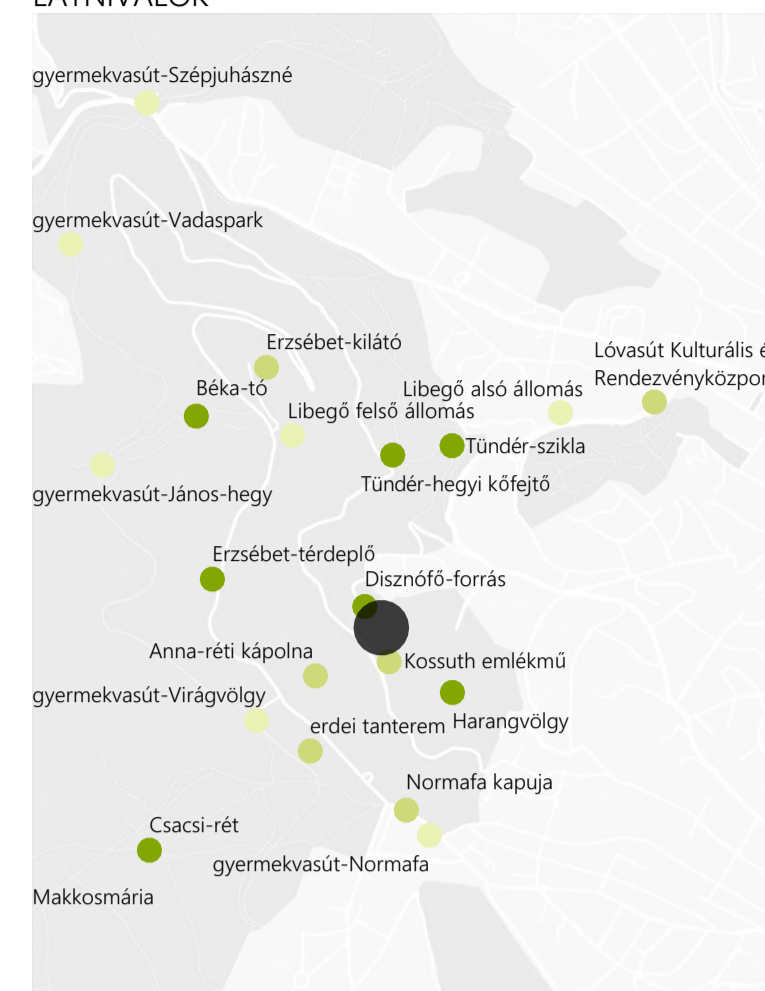 LÁTNIVALÓK
gyermekvasút-Szépjuhászné
gyermekvasút-Vadaspark
Erzsébet-kilátó
Lóvasút Kulturális é
Rendezvényközpon
Béka-tó
Libegő alsó állomás
Libegő felső állomás
Tündér-szikla
Tündér-hegyi kőfejtő
gyermekvasút-János-hegy
Erzsébet-térdeplő
Disznófő-forrás
Anna-réti kápolna
Kossuth emlékmű
gyermekvasút-Virágvölgy
erdei tanterem
Harangvölgy
Normafa kapuja
Csacsi-rét
gyermekvasút-Normafa
Makkosmária